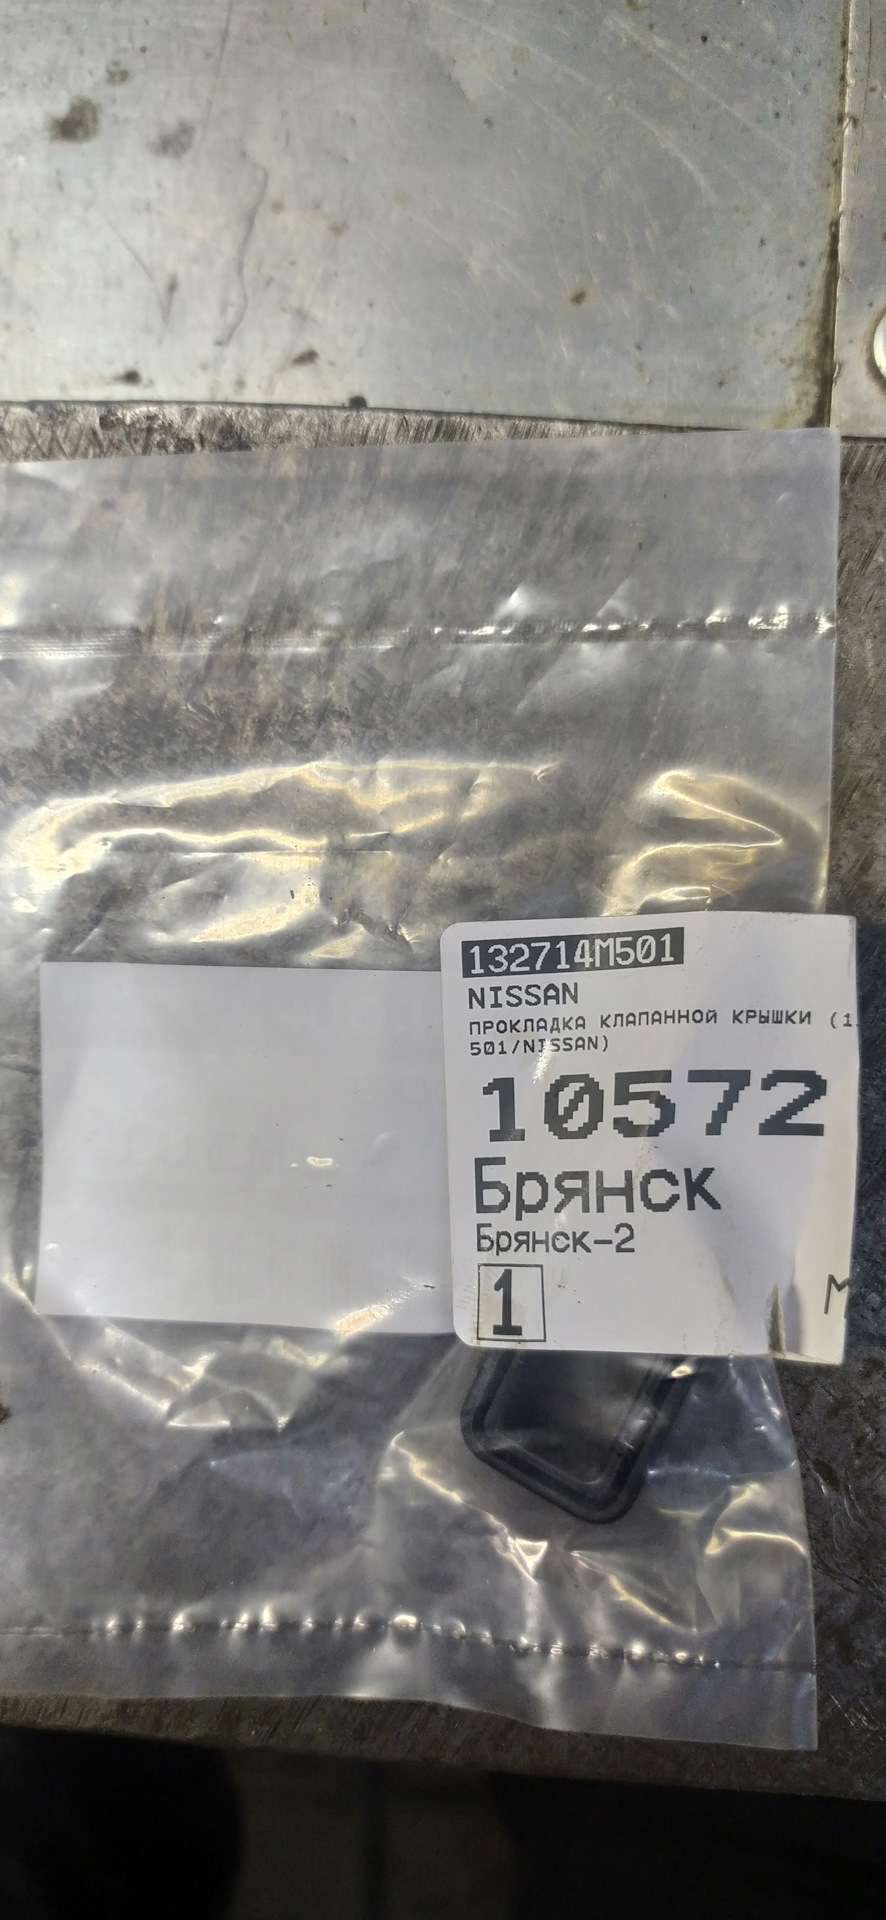 132714M501
NISSAN
ПРОКЛАДКА КЛАПАННОЙ КРЫШКИ (1
501/NISSAN)
10572
Брянск
Брянск-2
1
М